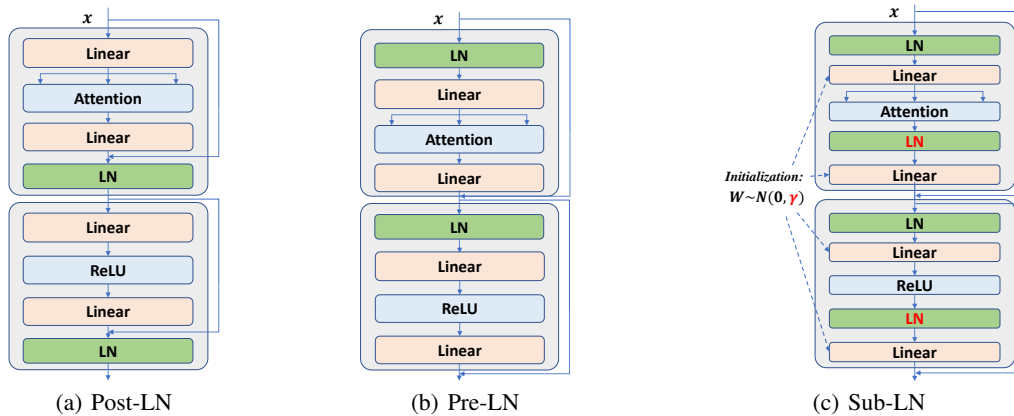 x
Linear
Attention
Linear
LN
Linear
ReLU
Linear
LN
(a) Post-LN
x
LN
Linear
Attention
Linear
LN
Linear
ReLU
Linear
(b) Pre-LN
x
LN
Linear
Attention
LN
Linear
Initialization:
W~N(0, γ)
LN
Linear
ReLU
LN
Linear
(c) Sub-LN